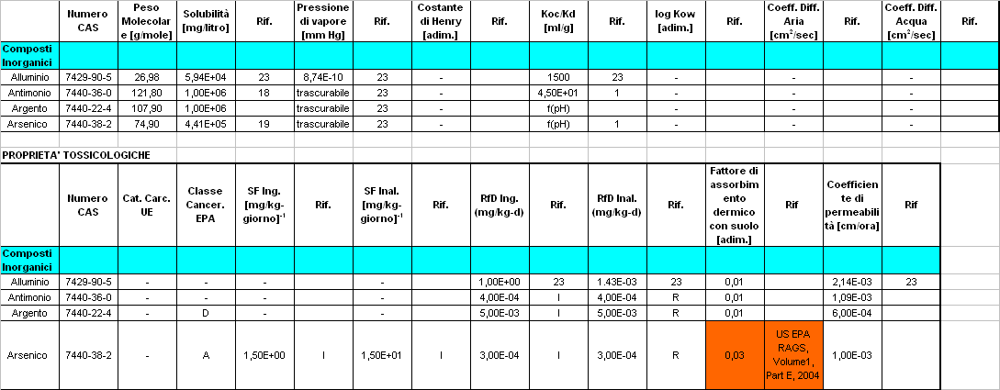 Numero CAS Peso Molecolar e [g/mole] Solubilità [mg/litro] Rif. Pressione di vapore [mm Hg] Rif. Costante di Henry [adim.] Rif. Koc/Kd [ml/g] Rif. log Kow [adim.] Rif. Coeff. Diff. Aria [cm²/sec] Rif. Coeff. Diff. Acqua [cm²/sec] Rif.
Composti Inorganici
Alluminio 7429-90-5 26,98 5,94E+04 23 8,74E-10 23 - 1500 23 - - -
Antimonio 7440-36-0 121,80 1,00E+06 18 trascurabile 23 - 4,50E+01 1 - - -
Argento 7440-22-4 107,90 1,00E+06 trascurabile 23 - f(pH) - - -
Arsenico 7440-38-2 74,90 4,41E+05 19 trascurabile 23 - f(pH) 1 - - -
PROPRIETA' TOSSICOLOGICHE
Numero CAS Cat. Carc. UE Classe Cancer. EPA SF Ing. [mg/kg-giorno]⁻¹ Rif. SF Inal. [mg/kg-giorno]⁻¹ Rif. RfD Ing. (mg/kg-d) Rif. RfD Inal. (mg/kg-d) Rif. Fattore di assorbim ento dermico con suolo [adim.] Rif Coefficien te di permeabili tà [cm/ora] Rif
Composti Inorganici
Alluminio 7429-90-5 - - - - 1,00E+00 23 1.43E-03 23 0,01 2,14E-03 23
Antimonio 7440-36-0 - - - - 4,00E-04 I 4,00E-04 R 0,01 1,09E-03
Argento 7440-22-4 - D - - 5,00E-03 I 5,00E-03 R 0,01 6,00E-04
Arsenico 7440-38-2 - A 1,50E+00 I 1,50E+01 I 3,00E-04 I 3,00E-04 R 0,03 US EPA RAGS, Volume1, Part E, 2004 1,00E-03